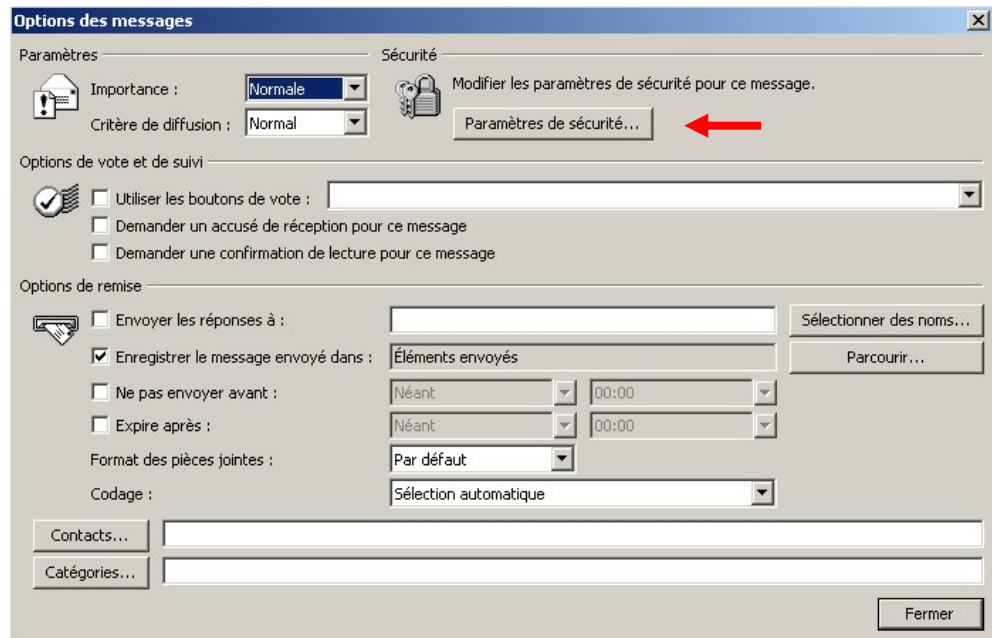 Options des messages
Paramètres
Sécurité
Importance :
Normale
Modifier les paramètres de sécurité pour ce message.
Critère de diffusion :
Normal
Paramètres de sécurité...
Options de vote et de suivi
Utiliser les boutons de vote :
Demander un accusé de réception pour ce message
Demander une confirmation de lecture pour ce message
Options de remise
Envoyer les réponses à :
Sélectionner des noms...
Enregistrer le message envoyé dans :
Éléments envoyés
Parcourir...
Ne pas envoyer avant :
Néant
00:00
Expire après :
Néant
00:00
Format des pièces jointes :
Par défaut
Codage :
Sélection automatique
Contacts...
Catégories...
Fermer